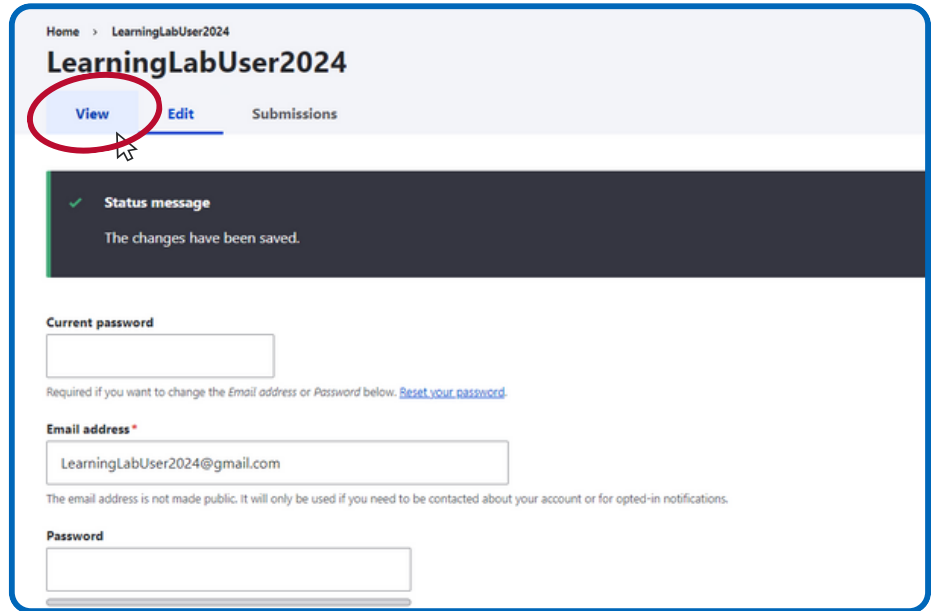 Home › LearningLabUser2024
LearningLabUser2024
View Edit Submissions
Status message
The changes have been saved.
Current password
Required if you want to change the Email address or Password below. Reset your password.
Email address*
LearningLabUser2024@gmail.com
The email address is not made public. It will only be used if you need to be contacted about your account or for opted-in notifications.
Password